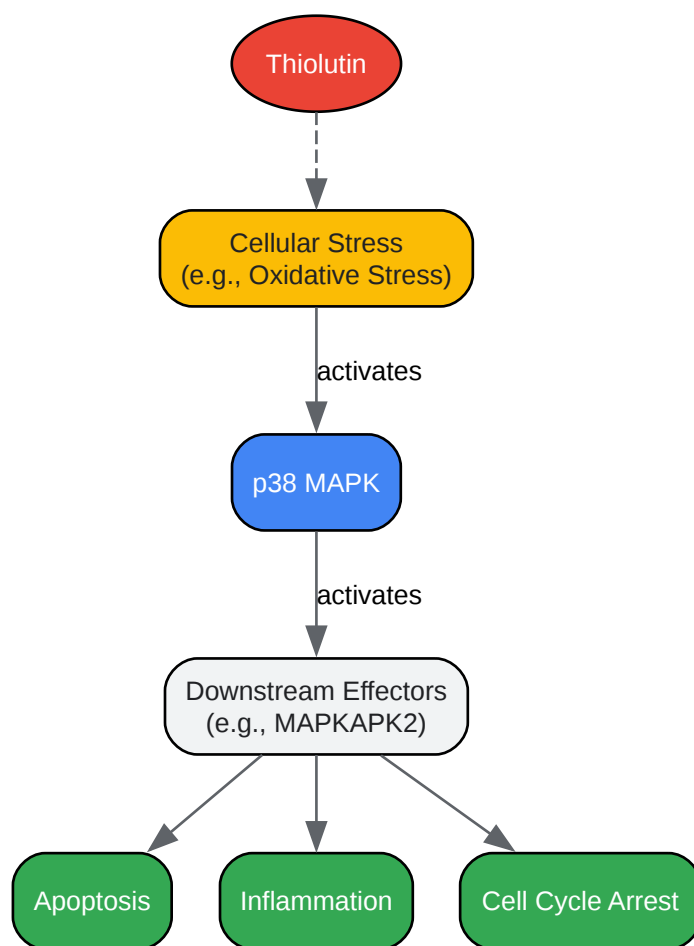 Thiolutin
Cellular Stress
(e.g., Oxidative Stress)
activates
p38 MAPK
activates
Downstream Effectors
(e.g., MAPKAPK2)
Apoptosis
Inflammation
Cell Cycle Arrest